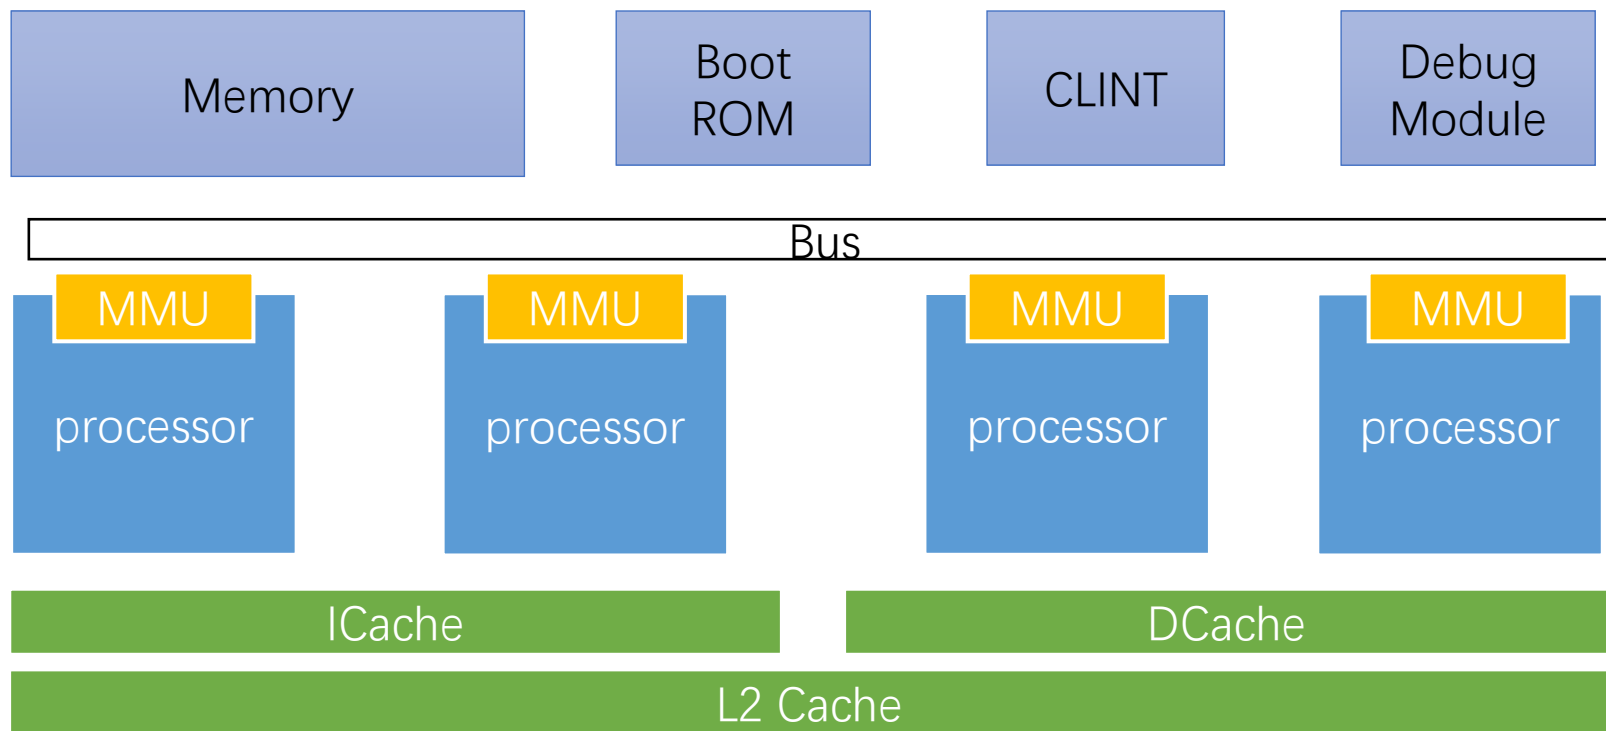 Memory
Boot
ROM
CLINT
Debug
Module
Bus
MMU
MMU
MMU
MMU
processor
processor
processor
processor
ICache
DCache
L2 Cache